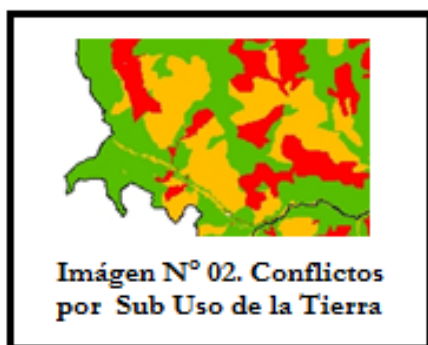 Imágen N° 02. Conflictos
por Sub Uso de la Tierra